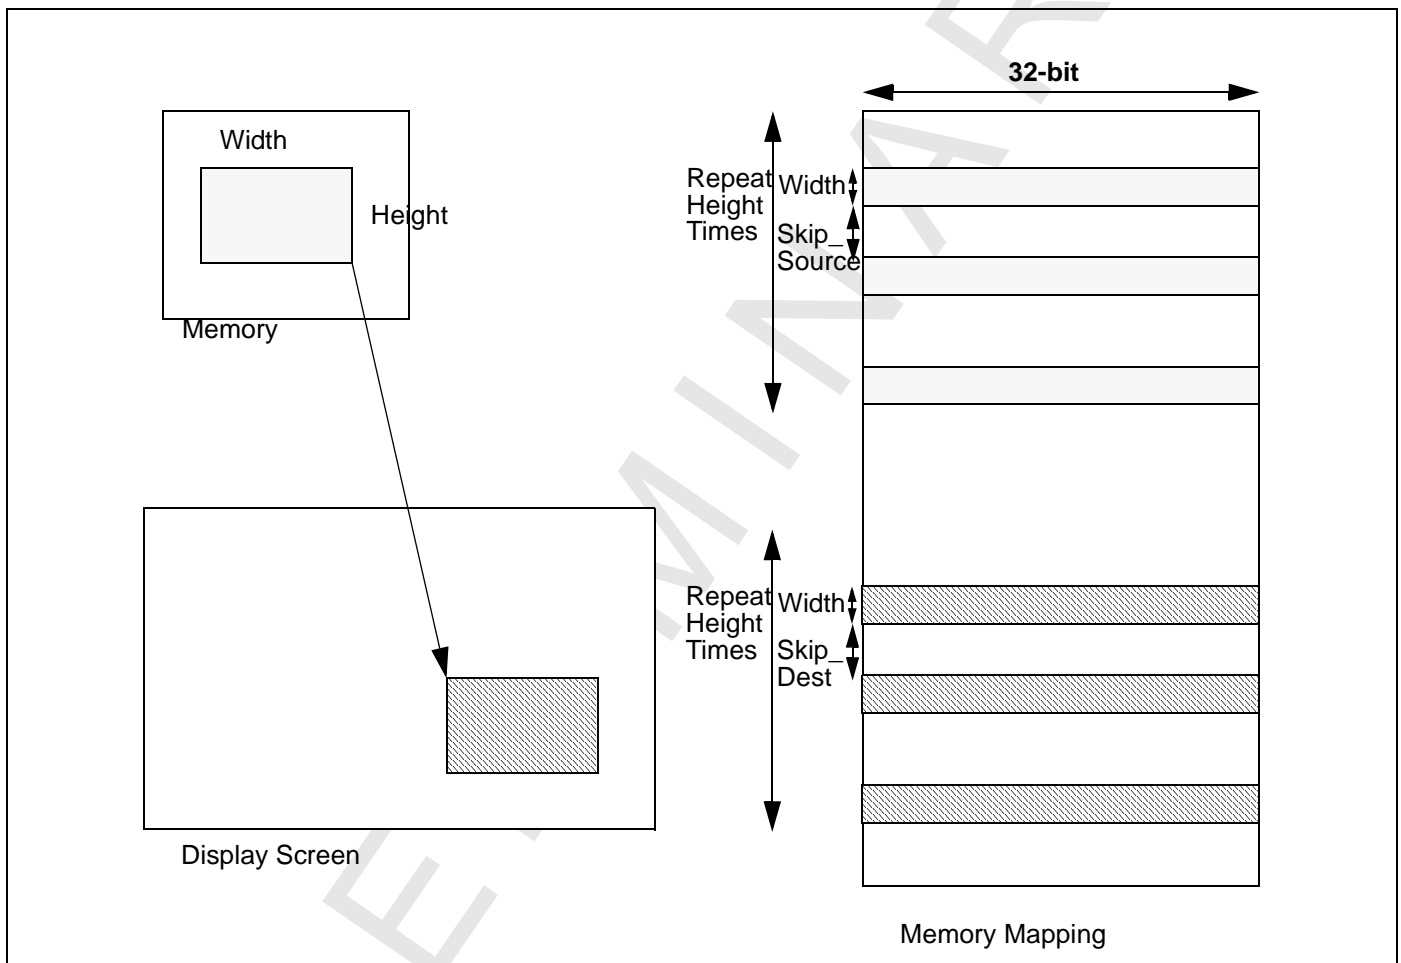 32-bit
Width
Height
Memory
Repeat
Height
Times
Width
Skip_
Source
Repeat
Height
Times
Width
Skip_
Dest
Display Screen
Memory Mapping